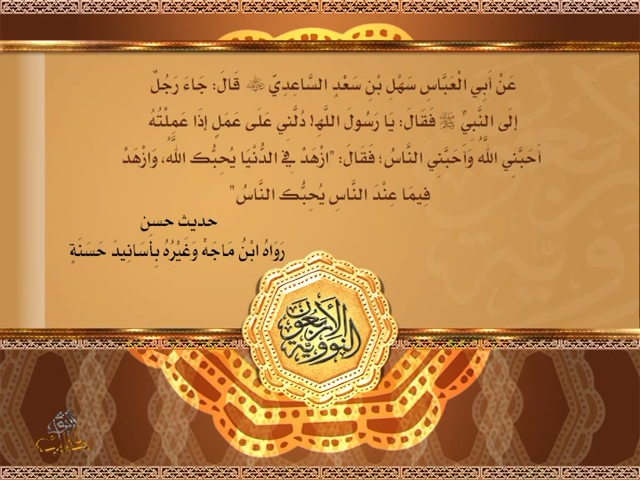 عَنْ أَبِي الْعَبَّاسِ سَهْلِ بْنِ سَعْدٍ السَّاعِدِيِّ ﷺ قَالَ: جَاءَ رَجُلٌ
إلَى النَّبِيِّ ﷺ فَقَالَ: يَا رَسُولَ اللَّهِ! دُلَّنِي عَلَى عَمَلٍ إذَا عَمِلْتُهُ
أَحَبَّنِي اللَّهُ وَأَحَبَّنِي النَّاسُ؛ فَقَالَ: "ازْهَدْ فِي الدُّنْيَا يُحِبُّك اللَّهُ، وَازْهَدْ
فِيمَا عِنْدَ النَّاسِ يُحِبُّك النَّاسُ"
حديث حسن
رَوَاهُ ابْنُ مَاجَهْ وَغَيْرُهُ بِأَسَانِيدَ حَسَنَةٍ
الأربعون
النووية